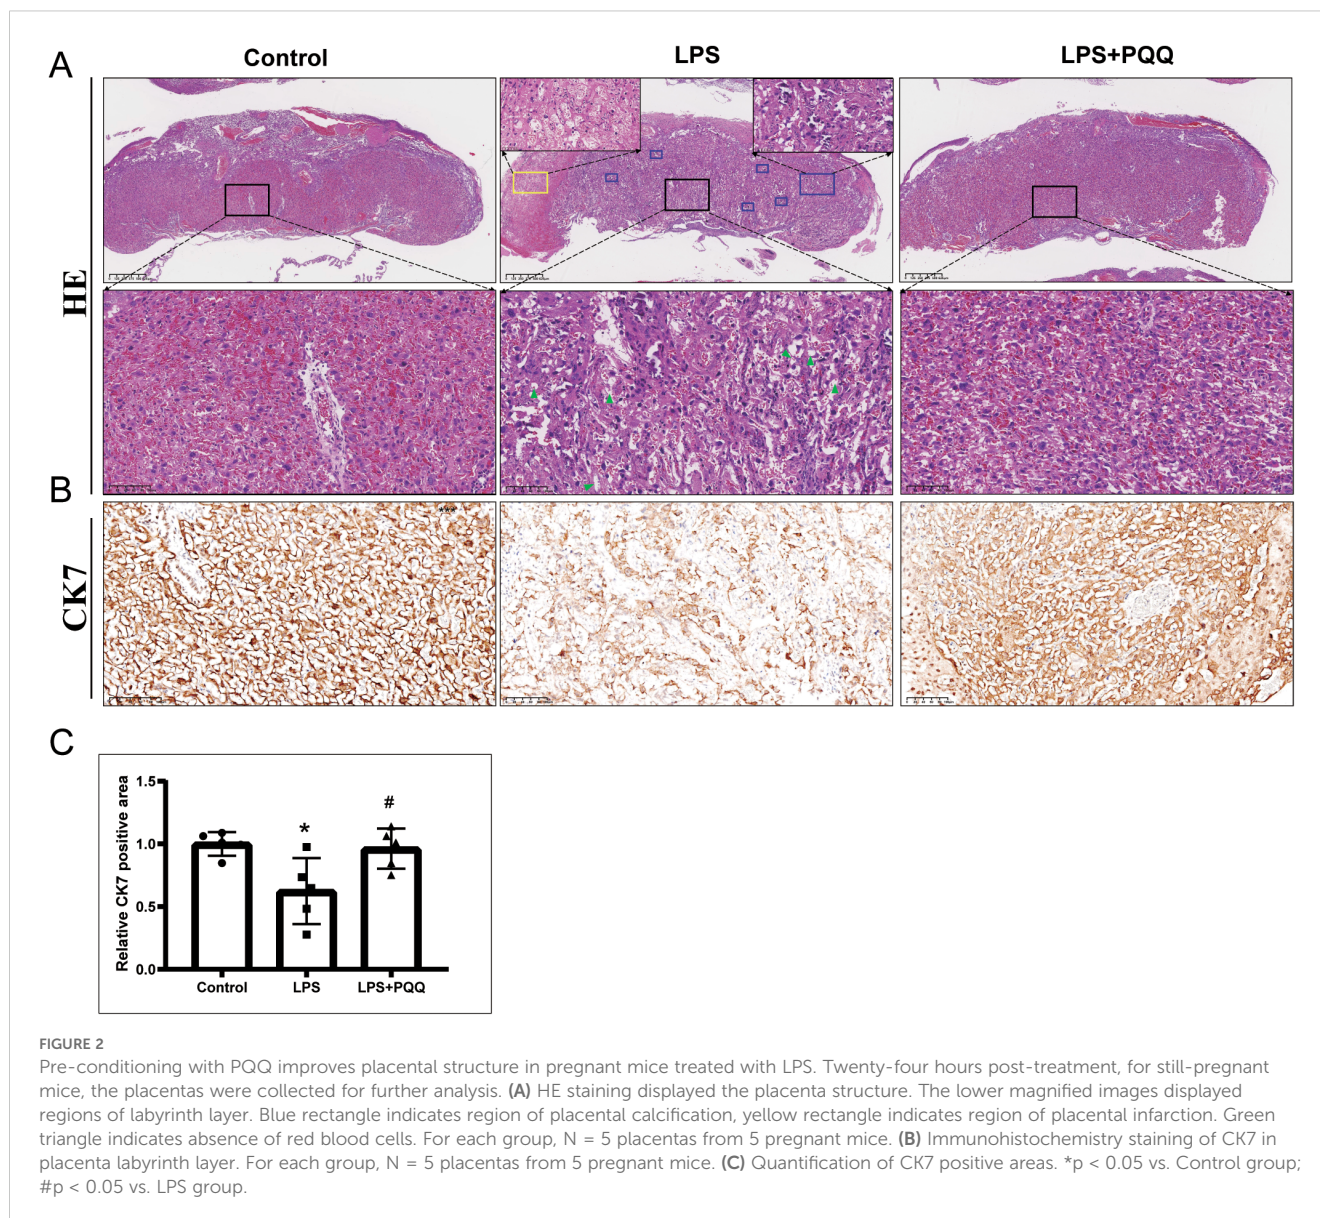 A
Control
LPS
LPS+PQQ
HE
B
***
CK7
C
Relative CK7 positive area
1.5
1.0
0.5
0.0
*
#
Control
LPS
LPS+PQQ
FIGURE 2
Pre-conditioning with PQQ improves placental structure in pregnant mice treated with LPS. Twenty-four hours post-treatment, for still-pregnant
mice, the placentas were collected for further analysis. (A) HE staining displayed the placenta structure. The lower magnified images displayed
regions of labyrinth layer. Blue rectangle indicates region of placental calcification, yellow rectangle indicates region of placental infarction. Green
triangle indicates absence of red blood cells. For each group, N = 5 placentas from 5 pregnant mice. (B) Immunohistochemistry staining of CK7 in
placenta labyrinth layer. For each group, N = 5 placentas from 5 pregnant mice. (C) Quantification of CK7 positive areas. *p < 0.05 vs. Control group;
#p < 0.05 vs. LPS group.